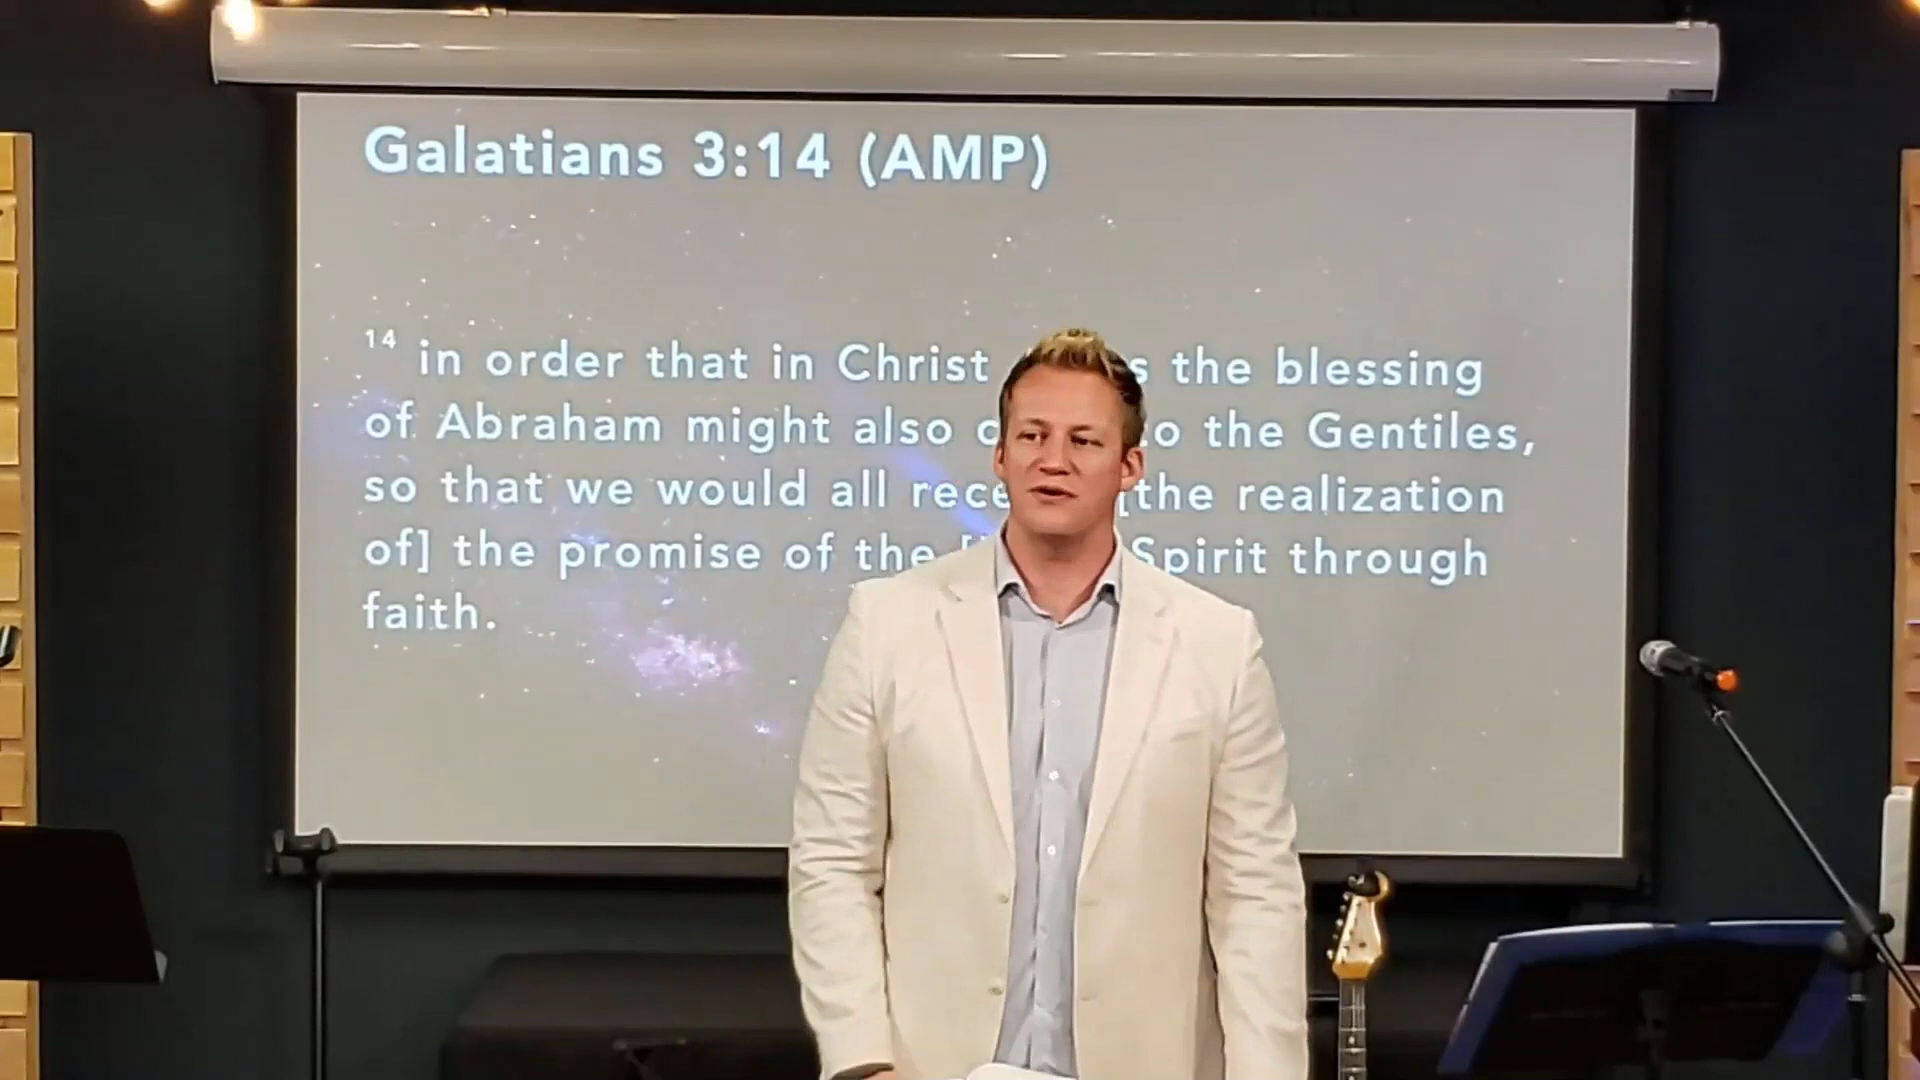 Galatians 3:14 (AMP)
14 in order that in Christ the blessing
of Abraham might also to the Gentiles,
so that we would all [the realization
of] the promise of the Spirit through
faith.